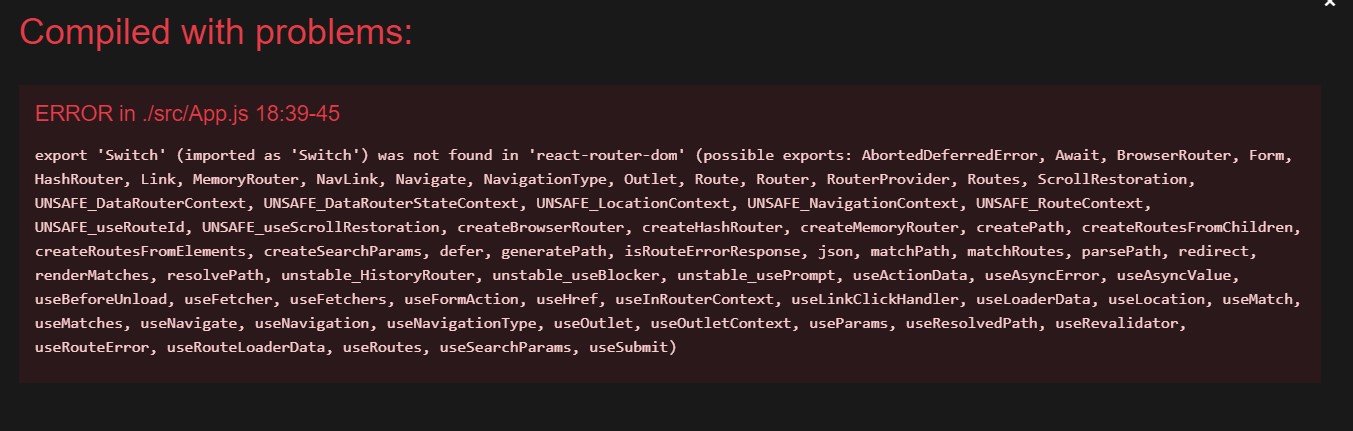 Compiled with problems:
ERROR in ./src/App.js 18:39-45
export 'Switch' (imported as 'Switch') was not found in 'react-router-dom' (possible exports: AbortedDeferredError, Await, BrowserRouter, Form,
HashRouter, Link, MemoryRouter, NavLink, Navigate, NavigationType, Outlet, Route, Router, RouterProvider, Routes, ScrollRestoration,
UNSAFE_DataRouterContext, UNSAFE_DataRouterStateContext, UNSAFE_LocationContext, UNSAFE_NavigationContext, UNSAFE_RouteContext,
UNSAFE_useRouteId, UNSAFE_useScrollRestoration, createBrowserRouter, createHashRouter, createMemoryRouter, createPath, createRoutesFromChildren,
createRoutesFromElements, createSearchParams, defer, generatePath, isRouteErrorResponse, json, matchPath, matchRoutes, parsePath, redirect,
renderMatches, resolvePath, unstable_HistoryRouter, unstable_useBlocker, unstable_usePrompt, useActionData, useAsyncError, useAsyncValue,
useBeforeUnload, useFetcher, useFetchers, useFormAction, useHref, useInRouterContext, useLinkClickHandler, useLoaderData, useLocation, useMatch,
useMatches, useNavigate, useNavigation, useNavigationType, useOutlet, useOutletContext, useParams, useResolvedPath, useRevalidator,
useRouteError, useRouteLoaderData, useRoutes, useSearchParams, useSubmit)